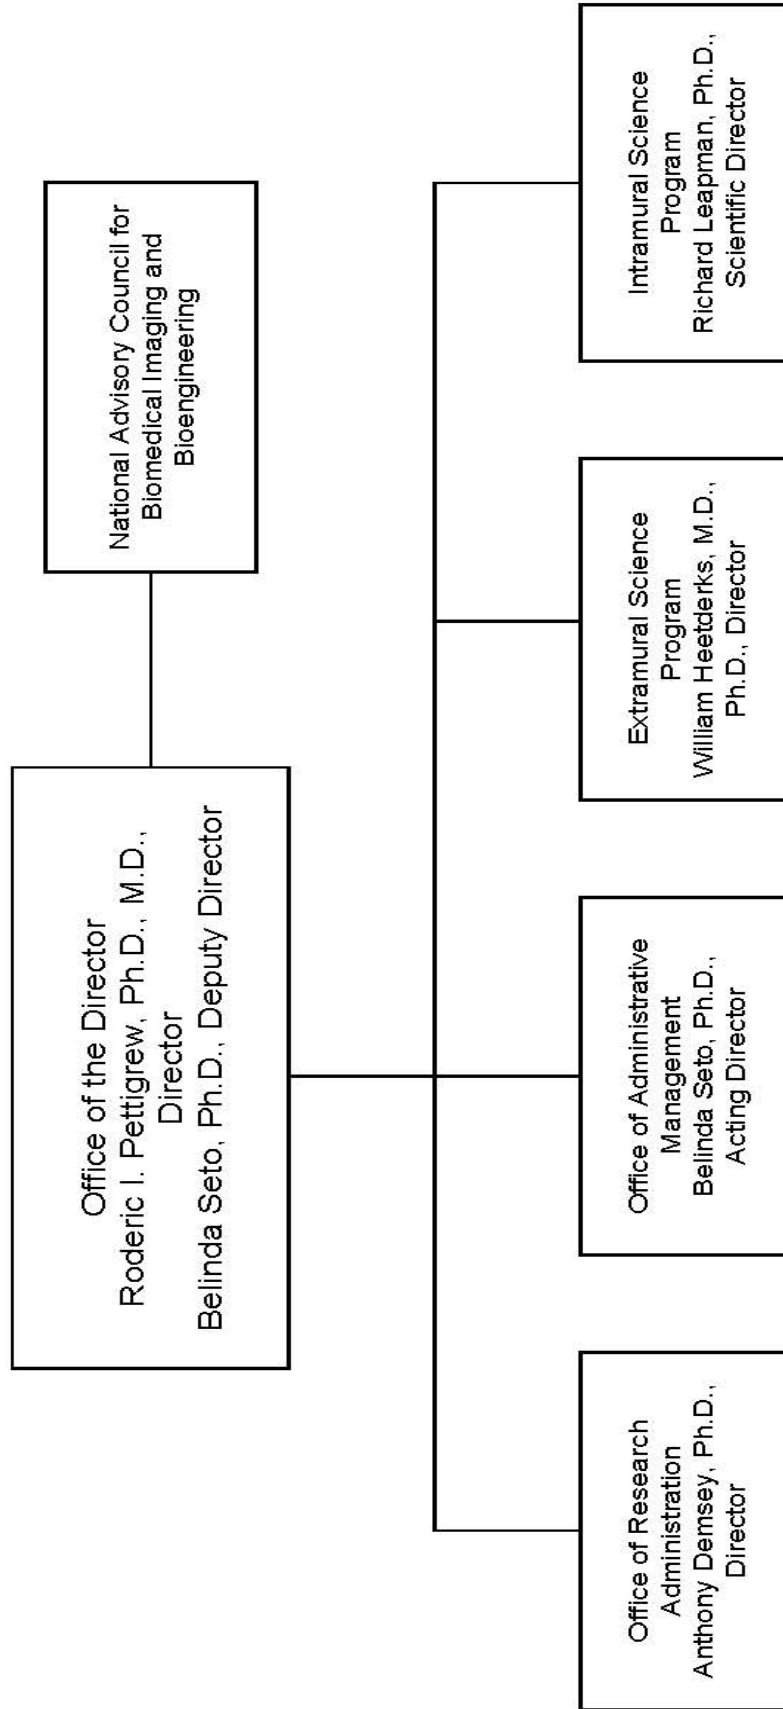 Office of the Director
Roderic I. Pettigrew, Ph.D., M.D.,
Director
Belinda Seto, Ph.D., Deputy Director
National Advisory Council for
Biomedical Imaging and
Bioengineering
Office of Research
Administration
Anthony Demsey, Ph.D.,
Director
Office of Administrative
Management
Belinda Seto, Ph.D.,
Acting Director
Extramural Science
Program
William Heetderks, M.D.,
Ph.D., Director
Intramural Science
Program
Richard Leapman, Ph.D.,
Scientific Director